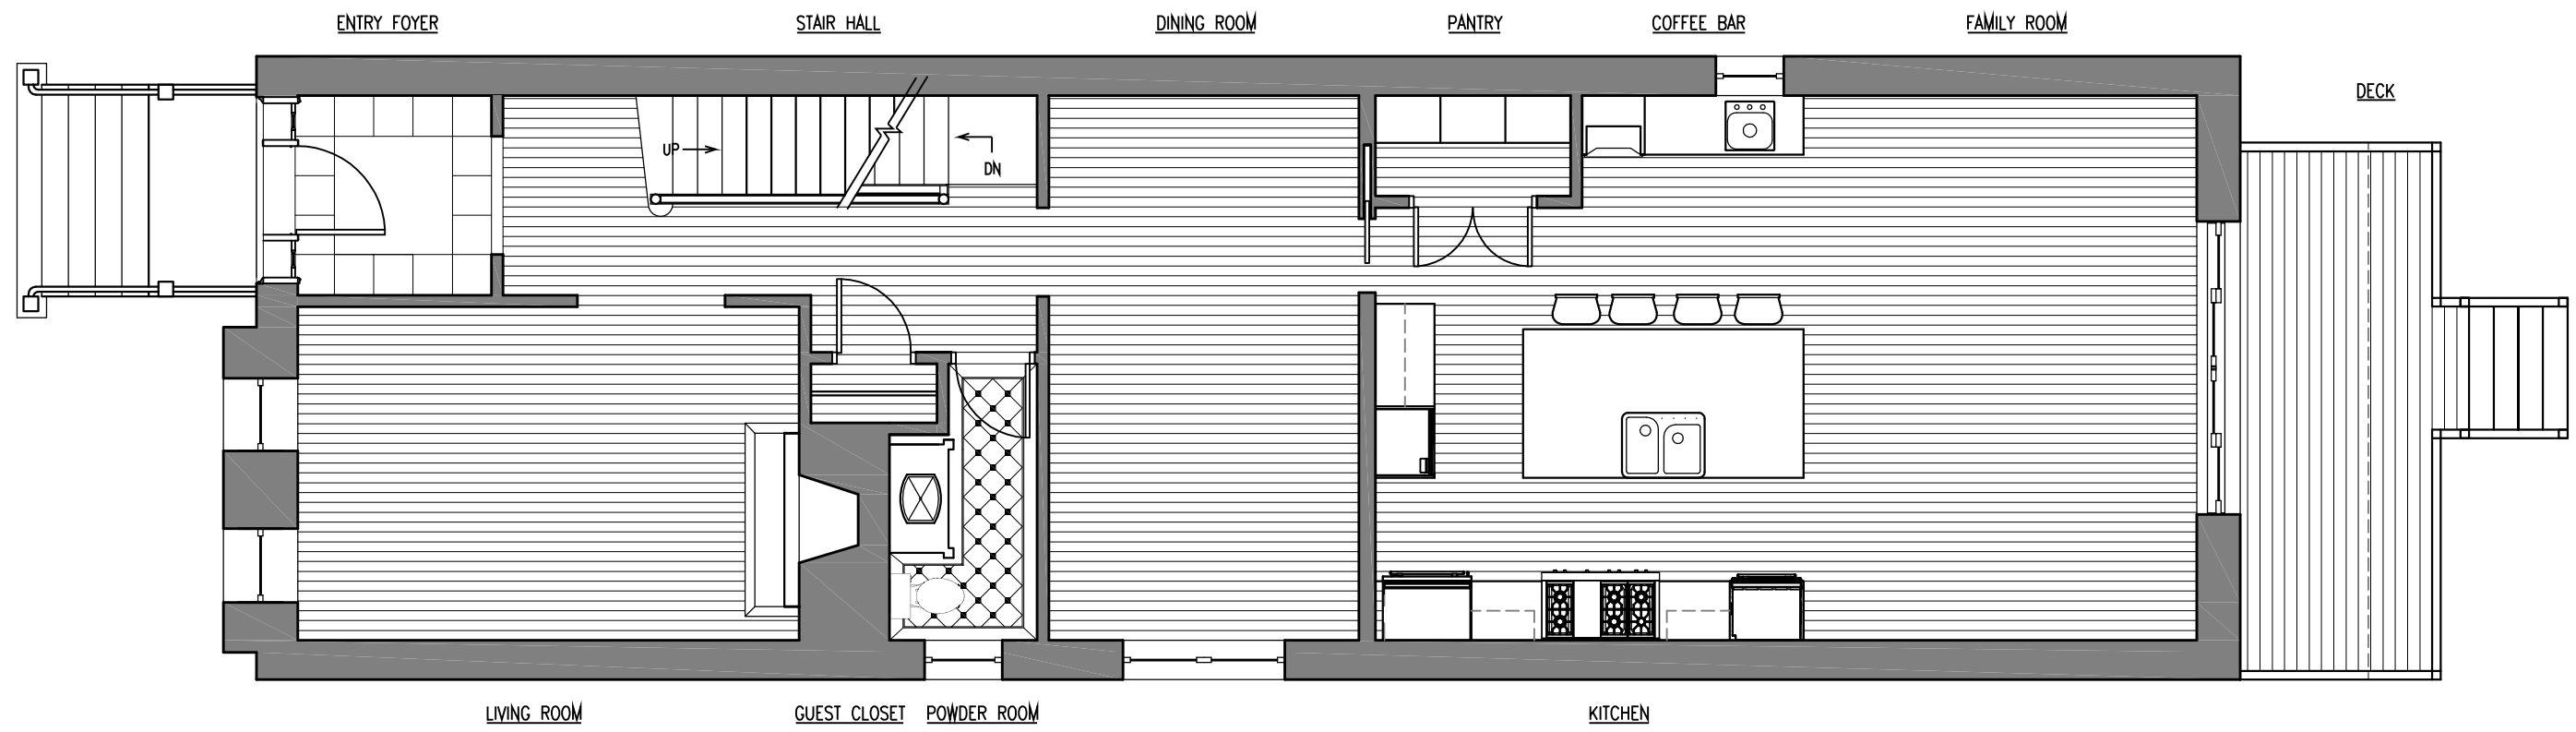 ENTRY FOYER
STAIR HALL
DINING ROOM
PANTRY
COFFEE BAR
FAMILY ROOM
DECK
UP
DN
LIVING ROOM
GUEST CLOSET
POWDER ROOM
KITCHEN